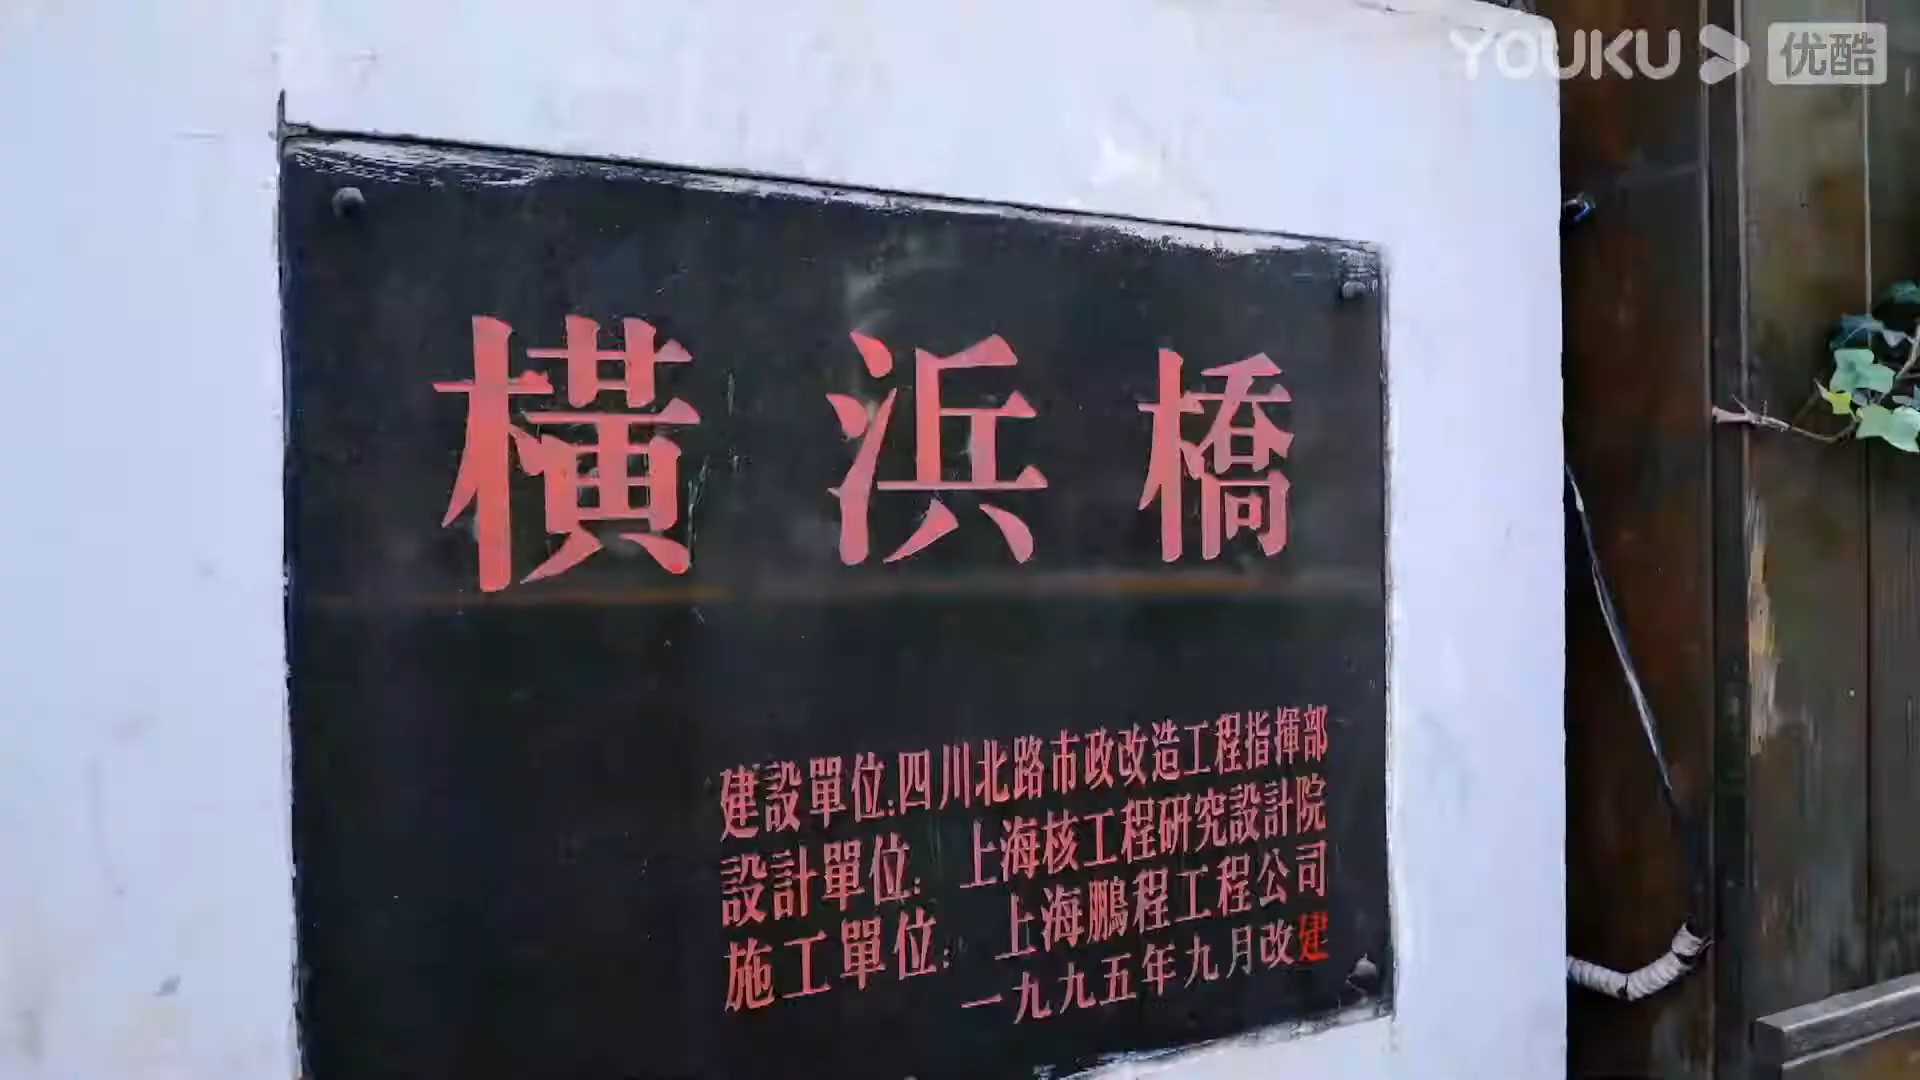 YOUKU 优酷
橫浜橋
建設單位:四川北路市政改造工程指揮部
設計單位: 上海核工程研究設計院
施工單位: 上海鵬程工程公司
一九九五年九月改建